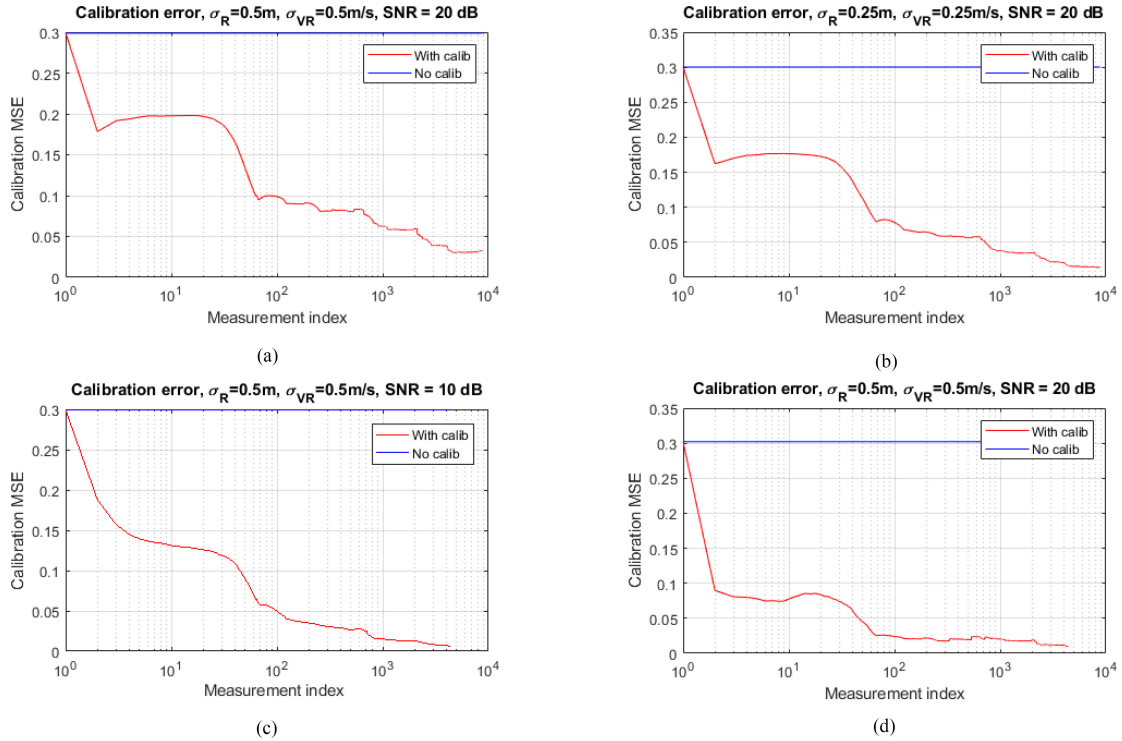 Calibration error, σR=0.5m, σVR=0.5m/s, SNR = 20 dB
0.3
0.25
0.2
0.15
0.1
0.05
0
Calibration MSE
With calib
No calib
10^0 10^1 10^2 10^3 10^4
Measurement index
(a)
Calibration error, σR=0.25m, σVR=0.25m/s, SNR = 20 dB
0.35
0.3
0.25
0.2
0.15
0.1
0.05
0
Calibration MSE
With calib
No calib
10^0 10^1 10^2 10^3 10^4
Measurement index
(b)
Calibration error, σR=0.5m, σVR=0.5m/s, SNR = 10 dB
0.3
0.25
0.2
0.15
0.1
0.05
0
Calibration MSE
With calib
No calib
10^0 10^1 10^2 10^3 10^4
Measurement index
(c)
Calibration error, σR=0.5m, σVR=0.5m/s, SNR = 20 dB
0.35
0.3
0.25
0.2
0.15
0.1
0.05
0
Calibration MSE
With calib
No calib
10^0 10^1 10^2 10^3 10^4
Measurement index
(d)